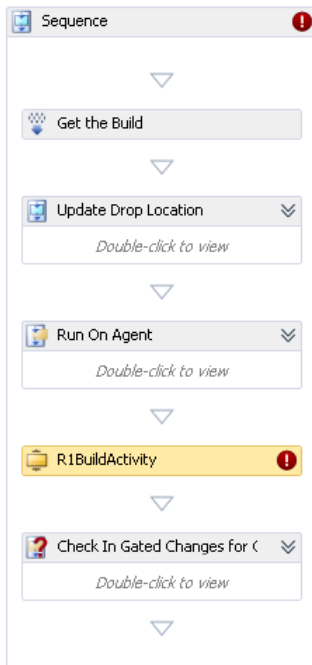 Sequence
Get the Build
Update Drop Location
Double-click to view
Run On Agent
Double-click to view
R1BuildActivity
Check In Gated Changes for
Double-click to view